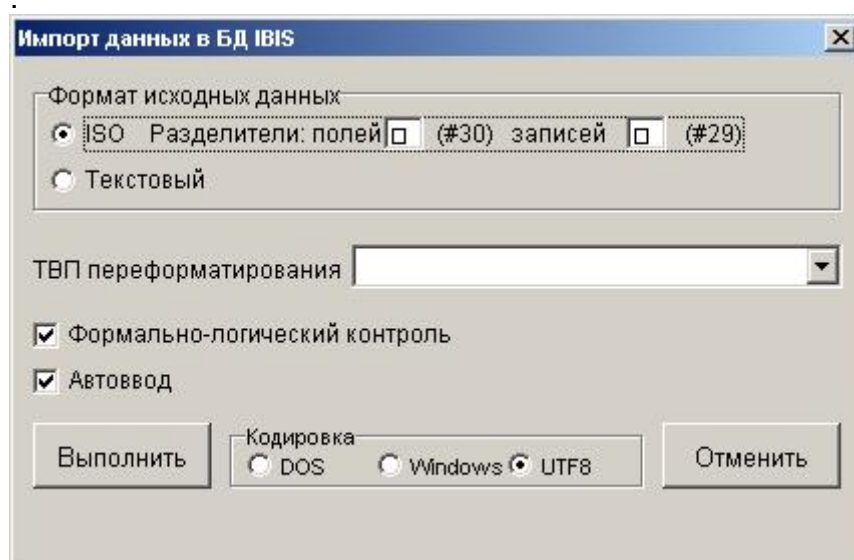 .
Импорт данных в БД IBIS
Формат исходных данных
ISO Разделители: полей (#30) записей (#29)
Текстовый
ТВП переформатирования
Формально-логический контроль
Автоввод
Выполнить
Кодировка
DOS Windows UTF8
Отменить